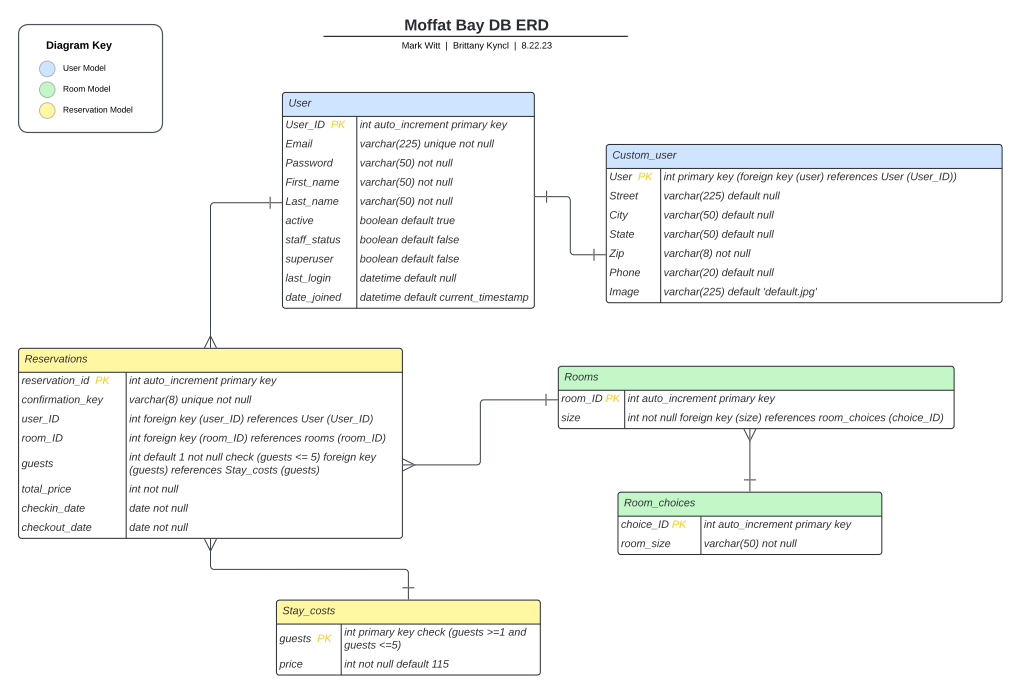 Moffat Bay DB ERD
Mark Witt | Brittany Kyncl | 8.22.23
Diagram Key
User Model
Room Model
Reservation Model
User
User_ID PK int auto_increment primary key
Email varchar(225) unique not null
Password varchar(50) not null
First_name varchar(50) not null
Last_name varchar(50) not null
active boolean default true
staff_status boolean default false
superuser boolean default false
last_login datetime default null
date_joined datetime default current_timestamp
Custom_user
User PK int primary key (foreign key (user) references User (User_ID))
Street varchar(225) default null
City varchar(50) default null
State varchar(50) default null
Zip varchar(8) not null
Phone varchar(20) default null
Image varchar(225) default 'default.jpg'
Reservations
reservation_id PK int auto_increment primary key
confirmation_key varchar(8) unique not null
user_ID int foreign key (user_ID) references User (User_ID)
room_ID int foreign key (room_ID) references rooms (room_ID)
guests int default 1 not null check (guests <= 5) foreign key
(guests) references Stay_costs (guests)
total_price int not null
checkin_date date not null
checkout_date date not null
Rooms
room_ID PK int auto_increment primary key
size int not null foreign key (size) references room_choices (choice_ID)
Room_choices
choice_ID PK int auto_increment primary key
room_size varchar(50) not null
Stay_costs
guests PK int primary key check (guests >=1 and
guests <=5)
price int not null default 115